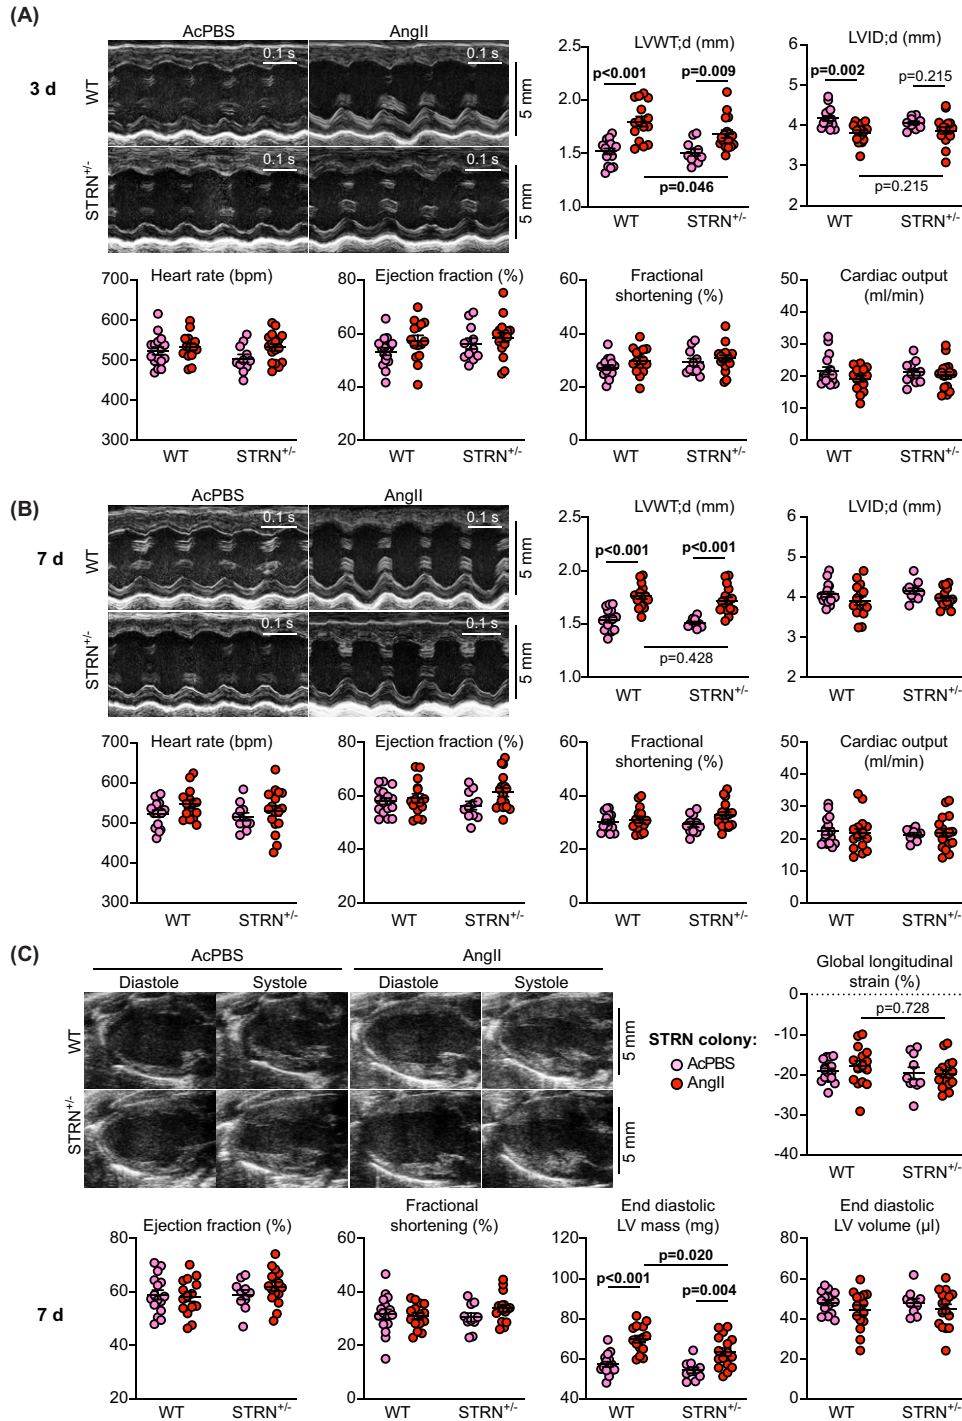 (A)
AcPBS
AngII
3 d
WT
0.1 s
0.1 s
5 mm
STRN+/-
0.1 s
0.1 s
5 mm
LVWT;d (mm)
2.5
2.0
1.5
1.0
p<0.001
p=0.009
p=0.046
WT
STRN+/-
LVID;d (mm)
6
5
4
3
2
p=0.002
p=0.215
p=0.215
WT
STRN+/-
Heart rate (bpm)
700
600
500
400
300
WT
STRN+/-
Ejection fraction (%)
80
60
40
20
WT
STRN+/-
Fractional
shortening (%)
60
40
20
0
WT
STRN+/-
Cardiac output
(ml/min)
50
40
30
20
10
0
WT
STRN+/-
(B)
AcPBS
AngII
7 d
WT
0.1 s
0.1 s
5 mm
STRN+/-
0.1 s
0.1 s
5 mm
LVWT;d (mm)
2.5
2.0
1.5
1.0
p<0.001
p<0.001
p=0.428
WT
STRN+/-
LVID;d (mm)
6
5
4
3
2
WT
STRN+/-
Heart rate (bpm)
700
600
500
400
300
WT
STRN+/-
Ejection fraction (%)
80
60
40
20
WT
STRN+/-
Fractional
shortening (%)
60
40
20
0
WT
STRN+/-
Cardiac output
(ml/min)
50
40
30
20
10
0
WT
STRN+/-
(C)
AcPBS
AngII
Diastole
Systole
Diastole
Systole
WT
5 mm
STRN+/-
5 mm
STRN colony:
AcPBS
AngII
Global longitudinal
strain (%)
0
-10
-20
-30
-40
p=0.728
WT
STRN+/-
7 d
Ejection fraction (%)
80
60
40
20
WT
STRN+/-
Fractional
shortening (%)
60
40
20
0
WT
STRN+/-
End diastolic
LV mass (mg)
120
100
80
60
40
p=0.020
p<0.001
p=0.004
WT
STRN+/-
End diastolic
LV volume (µl)
80
60
40
20
0
WT
STRN+/-